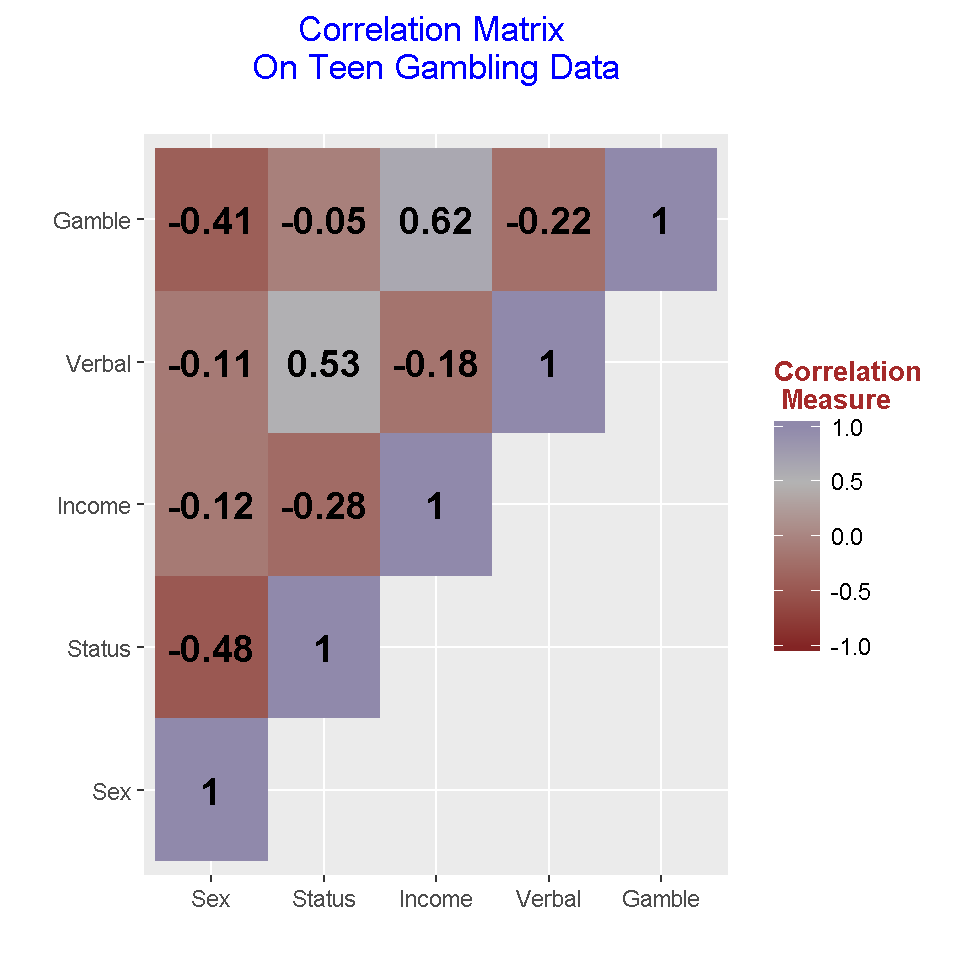 Correlation Matrix
On Teen Gambling Data
Gamble -0.41 -0.05 0.62 -0.22 1
Verbal -0.11 0.53 -0.18 1
Income -0.12 -0.28 1
Status -0.48 1
Sex 1
Sex Status Income Verbal Gamble
Correlation
Measure
1.0
0.5
0.0
-0.5
-1.0